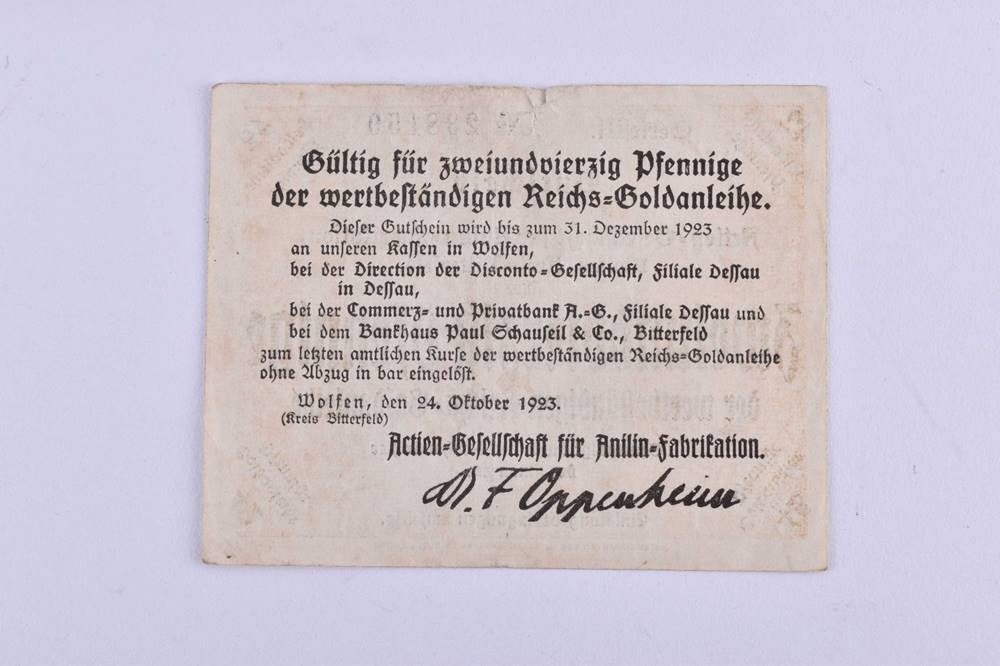 Gültig für zweiundvierzig Pfennige
der wertbeständigen Reichs=Goldanleihe.
Dieser Gutschein wird bis zum 31. Dezember 1923
an unseren Kassen in Wolfen,
bei der Direction der Disconto=Gesellschaft, Filiale Dessau
in Dessau,
bei der Commerz= und Privatbank A.=G., Filiale Dessau und
bei dem Bankhaus Paul Schauseil & Co., Bitterfeld
zum letzten amtlichen Kurse der wertbeständigen Reichs=Goldanleihe
ohne Abzug in bar eingelöst.
Wolfen, den 24. Oktober 1923.
(Kreis Bitterfeld)
Actien=Gesellschaft für Anilin=Fabrikation.
F Oppenheim